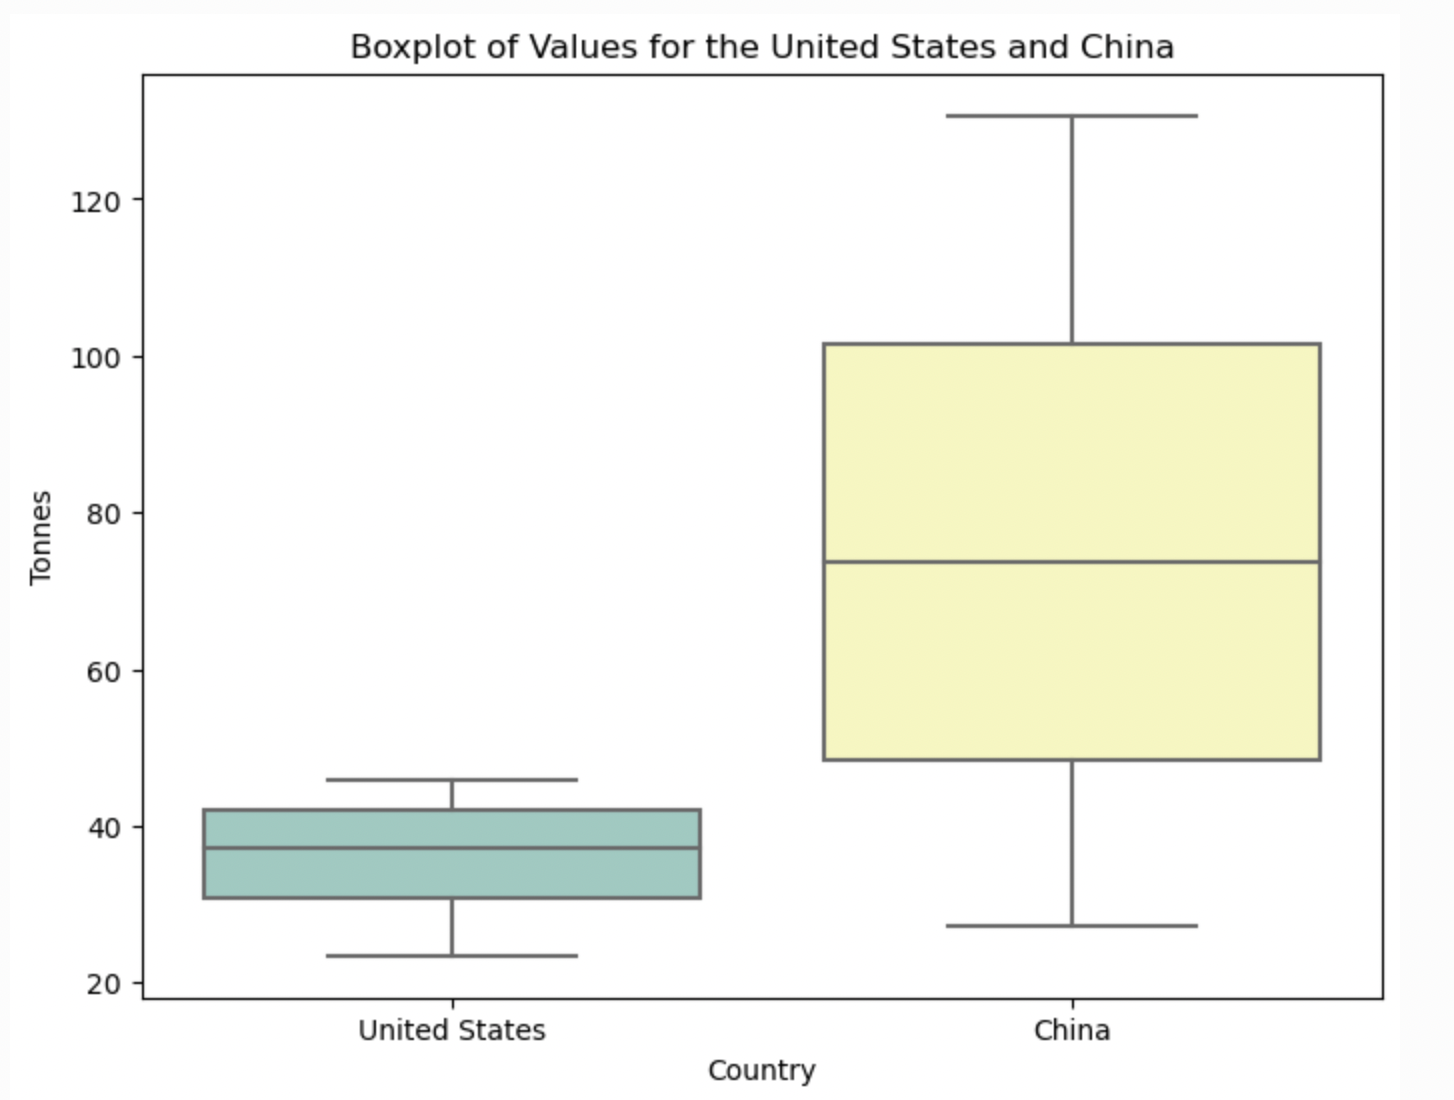 Boxplot of Values for the United States and China
Tonnes
120
100
80
60
40
20
United States
China
Country